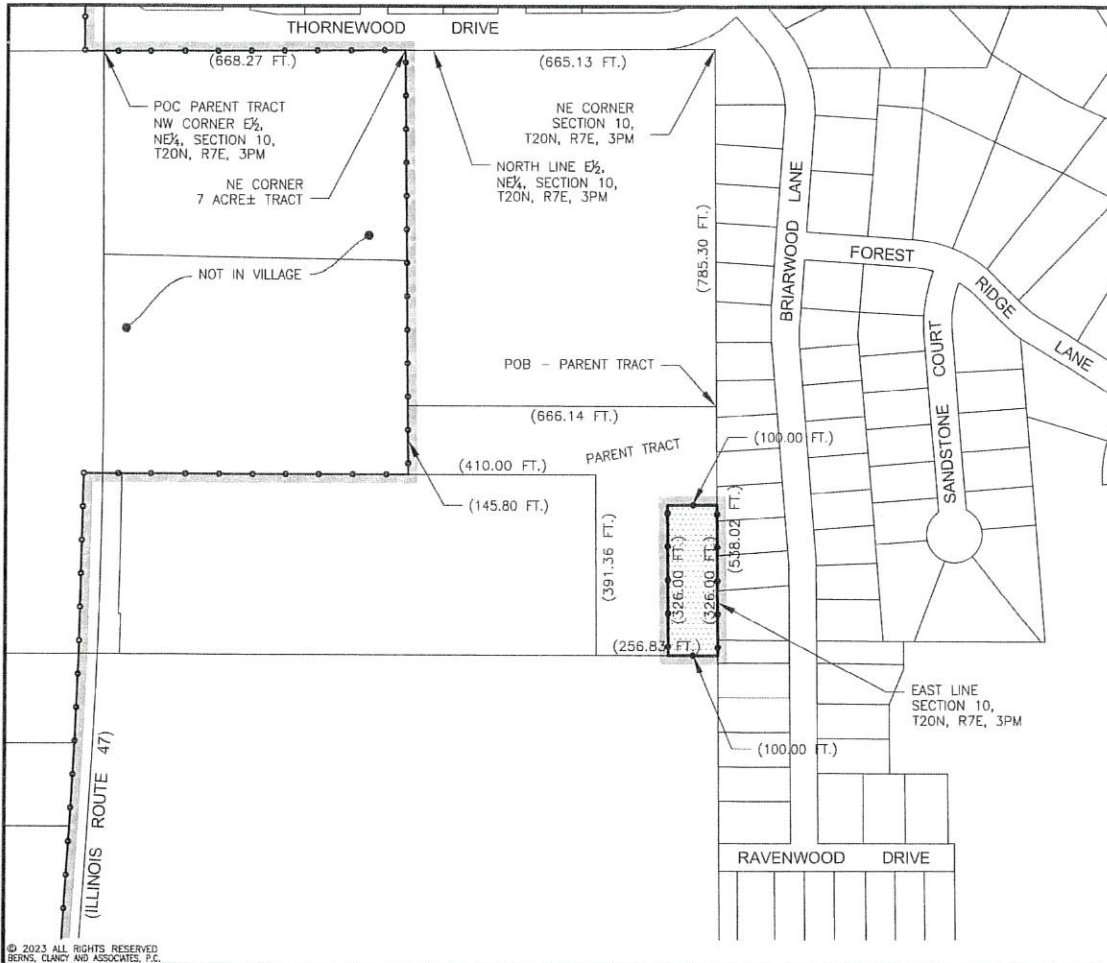 THORNEWOOD DRIVE
(668.27 FT.)
(665.13 FT.)
POC PARENT TRACT
NW CORNER E½,
NE¼, SECTION 10,
T20N, R7E, 3PM
NE CORNER
SECTION 10,
T20N, R7E, 3PM
NE CORNER
7 ACRE± TRACT
NORTH LINE E½,
NE¼, SECTION 10,
T20N, R7E, 3PM
BRIARWOOD LANE
FOREST RIDGE LANE
NOT IN VILLAGE
(785.30 FT.)
SANDSTONE COURT
POB - PARENT TRACT
(666.14 FT.)
(100.00 FT.)
PARENT TRACT
(410.00 FT.)
(145.80 FT.)
(391.36 FT.)
(326.00 FT.)
(326.00 FT.)
(538.02 FT.)
(256.83 FT.)
EAST LINE
SECTION 10,
T20N, R7E, 3PM
(100.00 FT.)
(ILLINOIS ROUTE 47)
RAVENWOOD DRIVE
© 2023 ALL RIGHTS RESERVED
BERNS, CLANCY AND ASSOCIATES, P.C.